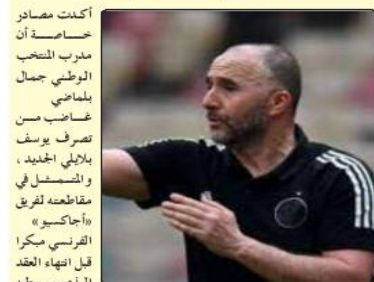 أكدت مصادر
خاصة أن
مدرب المنتخب
الوطني جمال
بلماضي
غاضب من
تصرف يوسف
بلايلي الجديد ،
والمتمثل في
مقاطعته لفريق
«أجاكسيو»
الفرنسي مبكرا
قبل انتهاء العقد